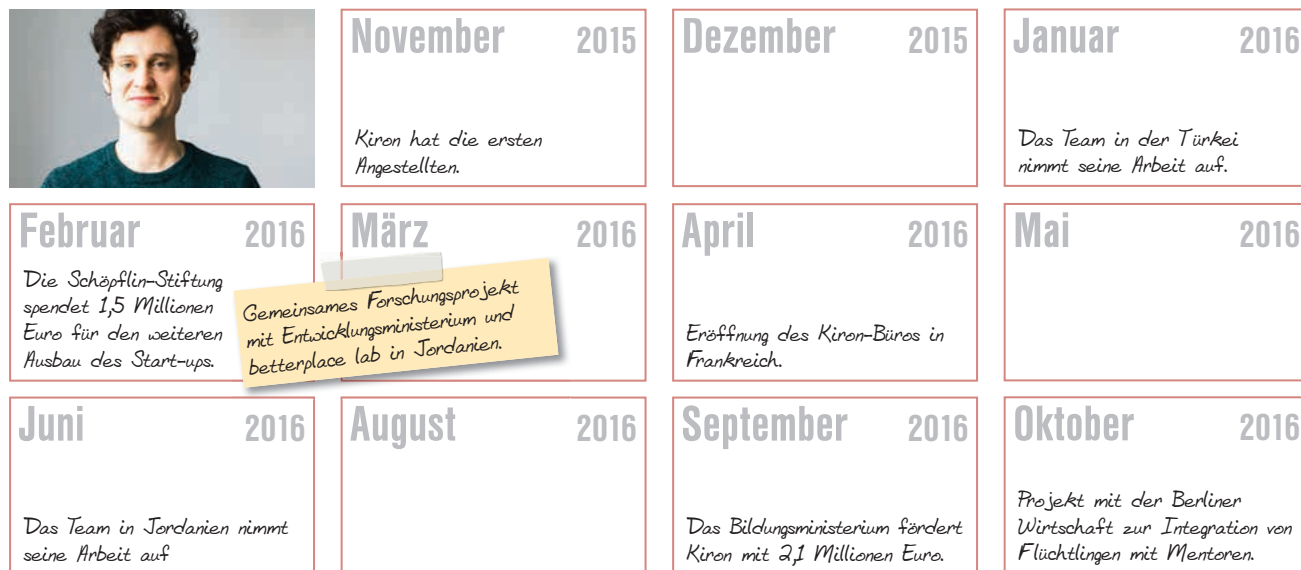 November 2015
Kiron hat die ersten
Angestellten.
Dezember 2015
Januar 2016
Das Team in der Türkei
nimmt seine Arbeit auf.
Februar 2016
Die Schöpflin-Stiftung
spendet 1,5 Millionen
Euro für den weiteren
Ausbau des Start-ups.
März 2016
Gemeinsames Forschungsprojekt
mit Entwicklungsministerium und
betterplace lab in Jordanien.
April 2016
Eröffnung des Kiron-Büros in
Frankreich.
Mai 2016
Juni 2016
Das Team in Jordanien nimmt
seine Arbeit auf
August 2016
September 2016
Das Bildungsministerium fördert
Kiron mit 2,1 Millionen Euro.
Oktober 2016
Projekt mit der Berliner
Wirtschaft zur Integration von
Flüchtlingen mit Mentoren.